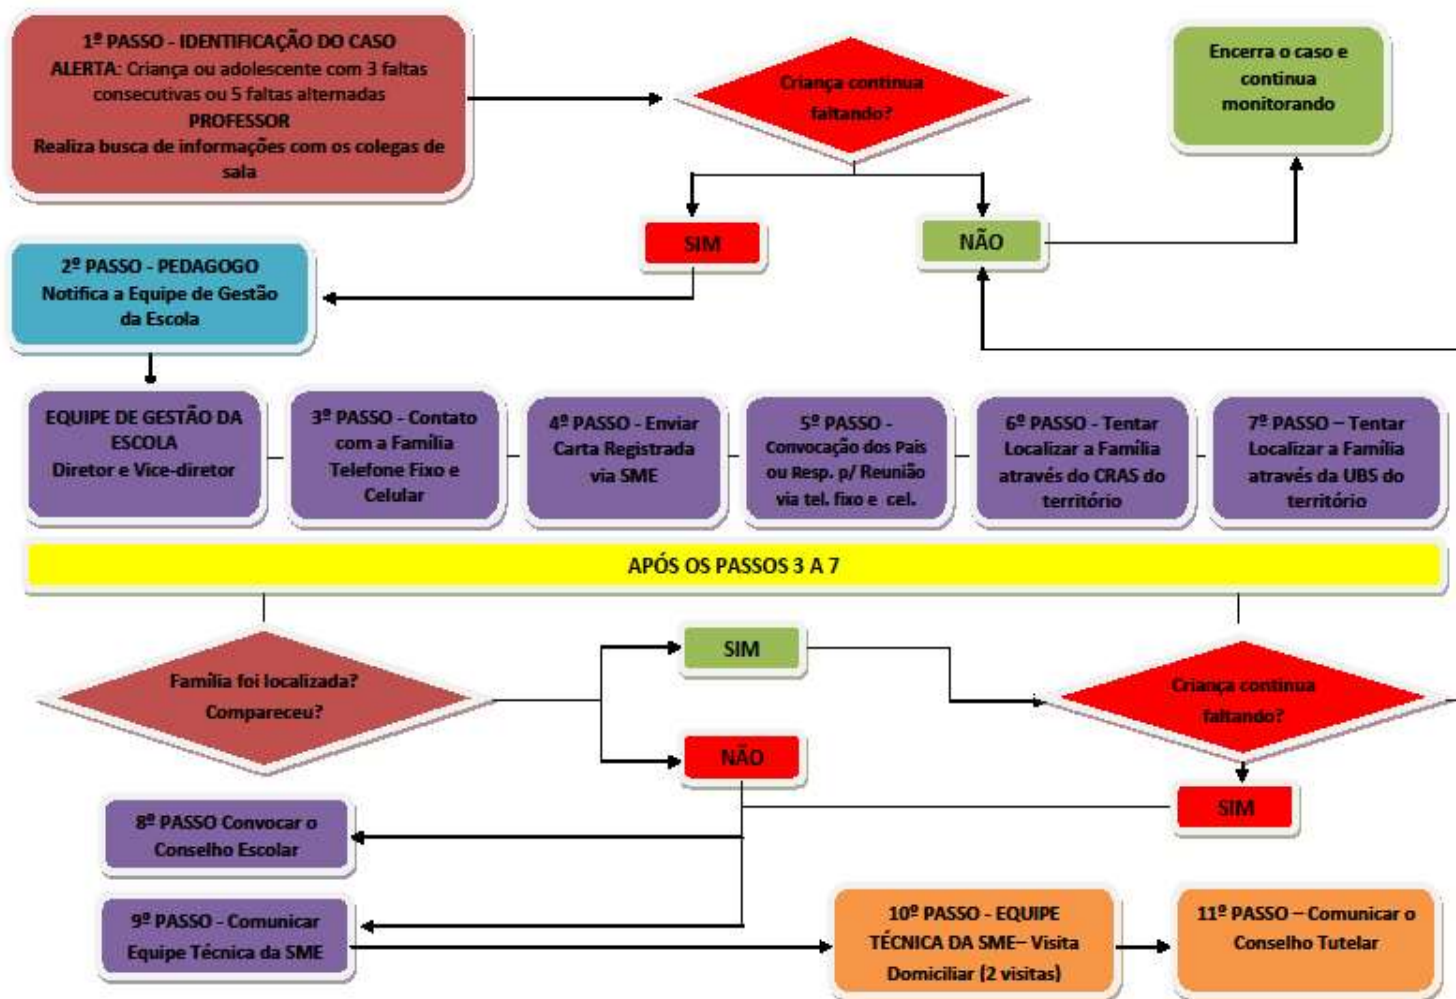 1º PASSO - IDENTIFICAÇÃO DO CASO
ALERTA: Criança ou adolescente com 3 faltas
consecutivas ou 5 faltas alternadas
PROFESSOR
Realiza busca de informações com os colegas de
sala
Criança continua
faltando?
Encerra o caso e
continua
monitorando
SIM
NÃO
2º PASSO - PEDAGOGO
Notifica a Equipe de Gestão
da Escola
EQUIPE DE GESTÃO DA
ESCOLA
Diretor e Vice-diretor
3º PASSO - Contato
com a Família
Telefone Fixo e
Celular
4º PASSO - Enviar
Carta Registrada
via SME
5º PASSO -
Convocação dos Pais
ou Resp. p/ Reunião
via tel. fixo e cel.
6º PASSO - Tentar
Localizar a Família
através do CRAS do
território
7º PASSO – Tentar
Localizar a Família
através da UBS do
território
APÓS OS PASSOS 3 A 7
Família foi localizada?
Compareceu?
SIM
NÃO
Criança continua
faltando?
SIM
8º PASSO Convocar o
Conselho Escolar
9º PASSO - Comunicar
Equipe Técnica da SME
10º PASSO - EQUIPE
TÉCNICA DA SME– Visita
Domiciliar (2 visitas)
11º PASSO – Comunicar o
Conselho Tutelar